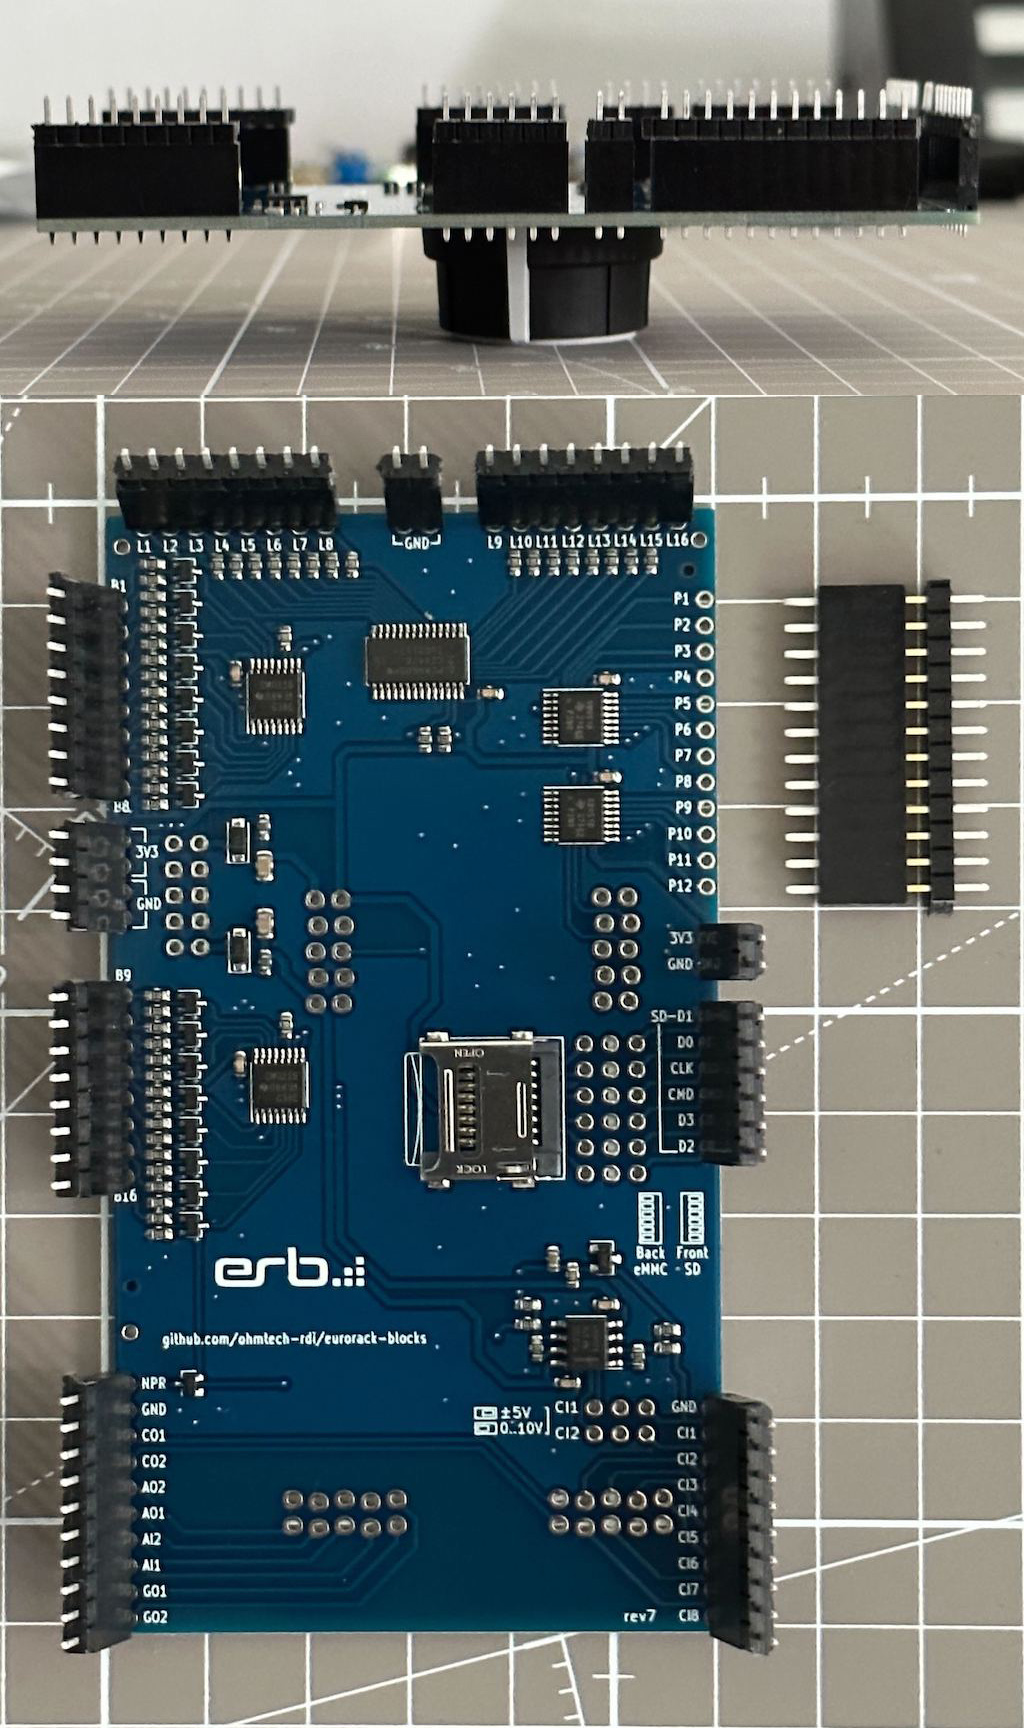 L1 L2 L3 L4 L5 L6 L7 L8
GND
L9 L10 L11 L12 L13 L14 L15 L16
B1
P1
P2
P3
P4
P5
P6
P7
P8
P9
P10
P11
P12
B8
3V3
GND
3V3
GND
B9
SD-D1
D0
CLK
CMD
D3
D2
OPEN
LOCK
B16
Back Front
eMMC - SD
erb
github.com/ohmtech-rdi/eurorack-blocks
NPR
GND
CO1
CO2
AO2
AO1
AI2
AI1
GO1
GO2
±5V
0..10V
CI1
CI2
GND
CI1
CI2
CI3
CI4
CI5
CI6
CI7
CI8
rev7